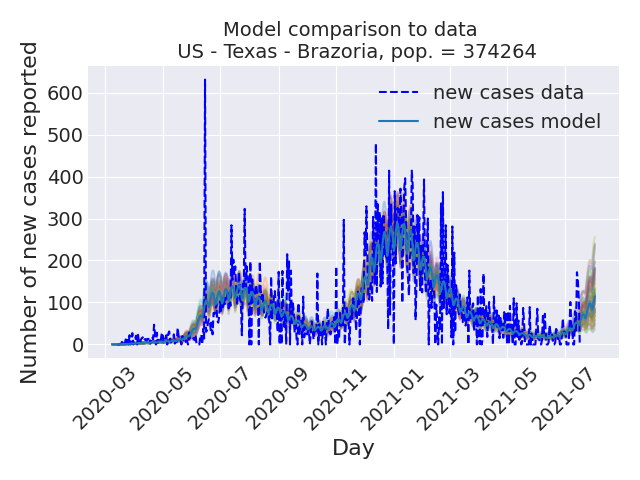 Model comparison to data
US - Texas - Brazoria, pop. = 374264
Number of new cases reported
600
500
400
300
200
100
0
new cases data
new cases model
2020-03
2020-05
2020-07
2020-09
2020-11
2021-01
2021-03
2021-05
2021-07
Day